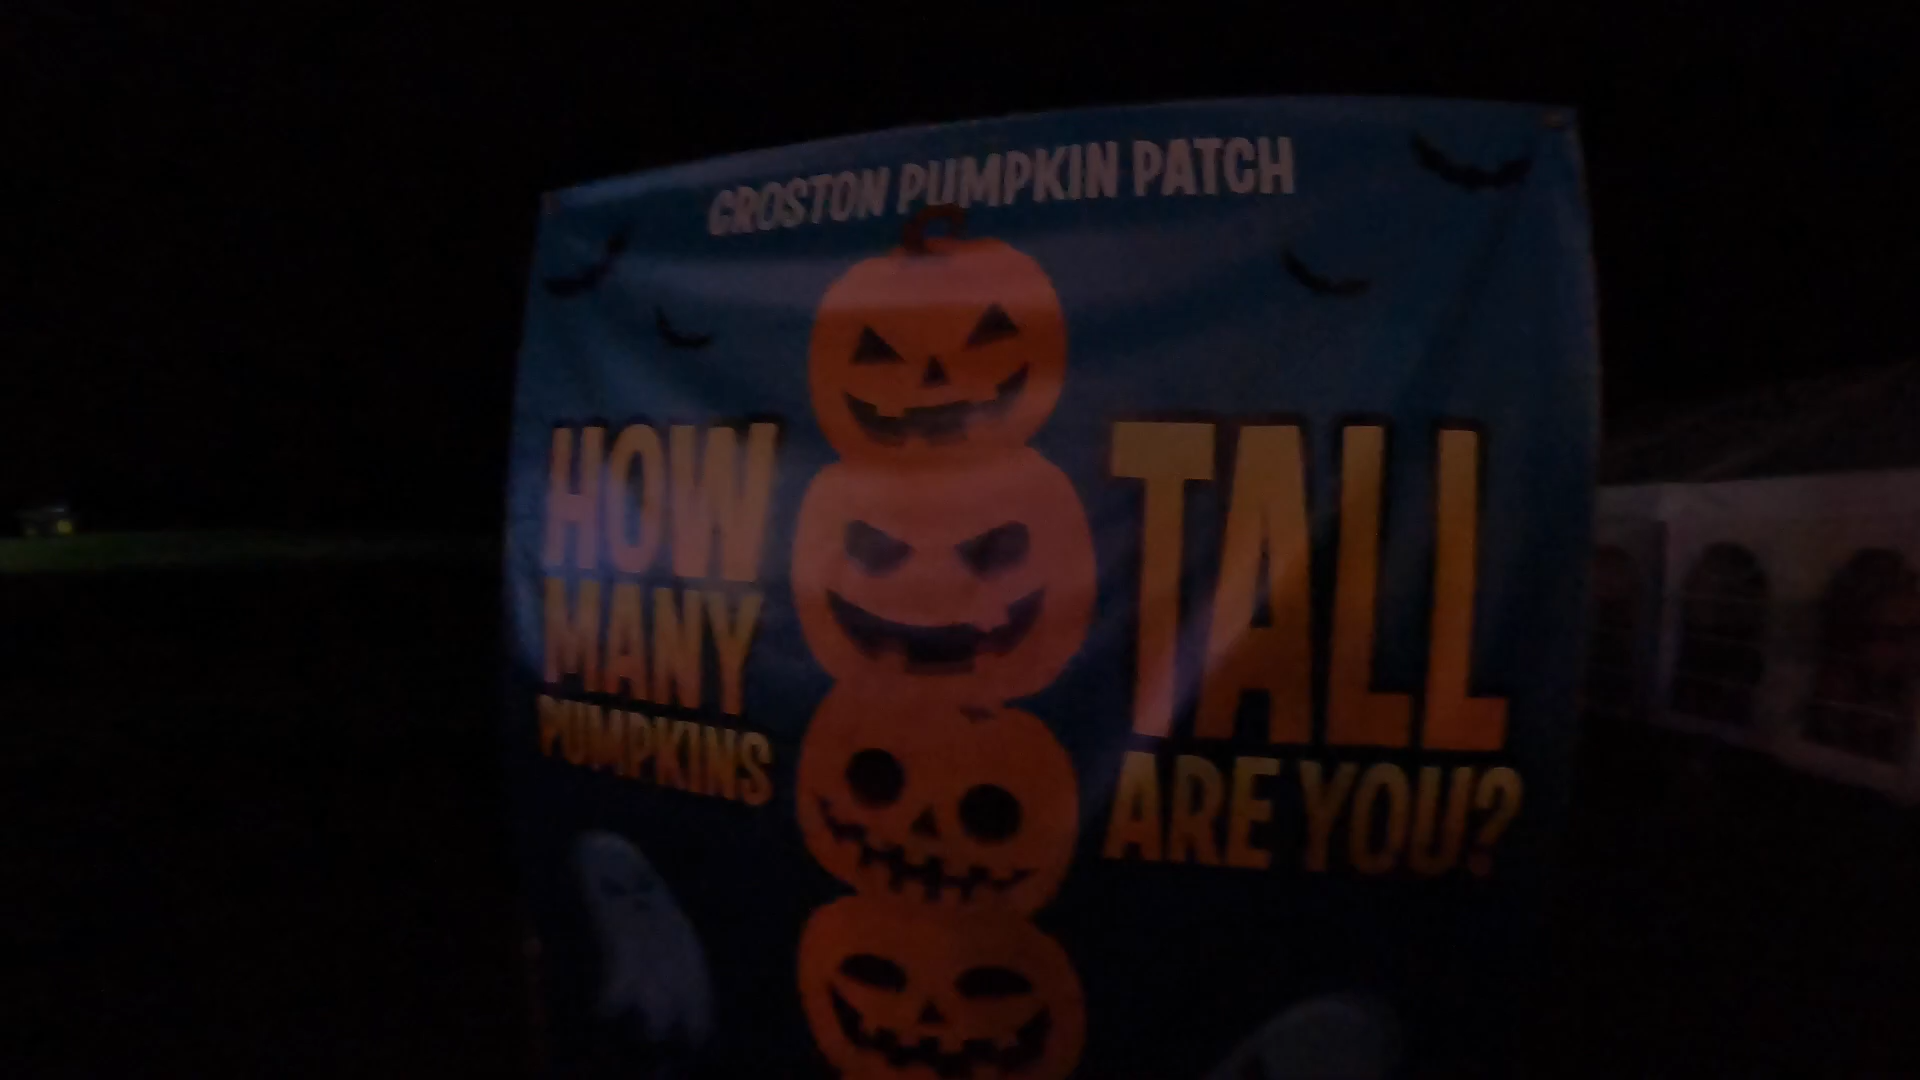 CROSTON PUMPKIN PATCH
HOW
MANY
PUMPKINS
TALL
ARE YOU?